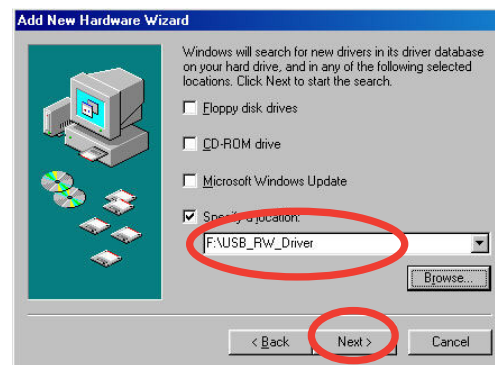 Add New Hardware Wizard
Windows will search for new drivers in its driver database
on your hard drive, and in any of the following selected
locations. Click Next to start the search.
Floppy disk drives
CD-ROM drive
Microsoft Windows Update
Specify a location:
F:\USB_RW_Driver
Browse...
< Back
Next >
Cancel